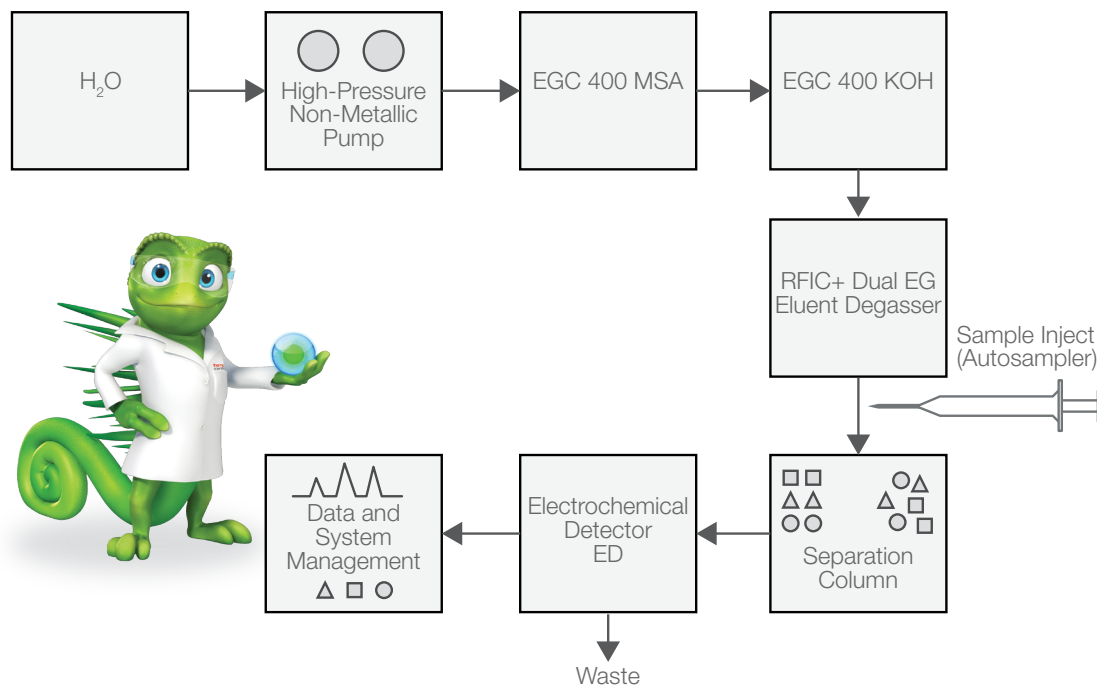 H₂O
High-Pressure
Non-Metallic
Pump
EGC 400 MSA
EGC 400 KOH
RFIC+ Dual EG
Eluent Degasser
Sample Inject
(Autosampler)
Separation
Column
Electrochemical
Detector
ED
Data and
System
Management
Waste